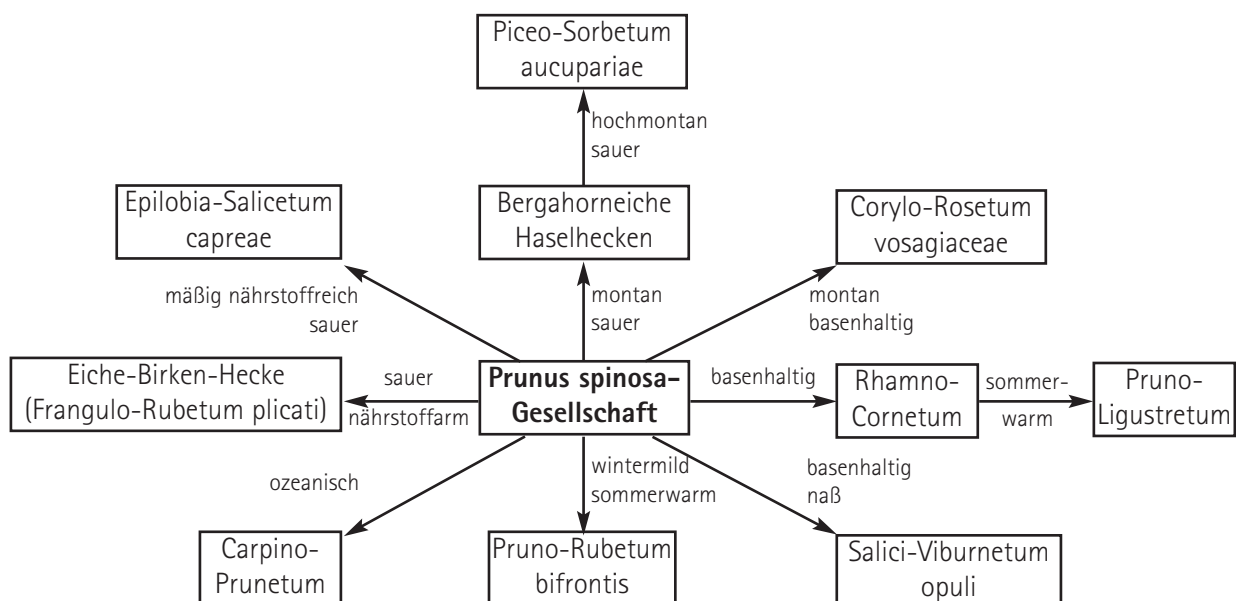 Piceo-Sorbetum
aucupariae
hochmontan
sauer
Epilobia-Salicetum
capreae
Bergahorneiche
Haselhecken
Corylo-Rosetum
vosagiaceae
mäßig nährstoffreich
sauer
montan
sauer
montan
basenhaltig
Eiche-Birken-Hecke
(Frangulo-Rubetum plicati)
sauer
nährstoffarm
Prunus spinosa-
Gesellschaft
basenhaltig
Rhamno-
Cornetum
sommer-
warm
Pruno-
Ligustretum
ozeanisch
wintermild
sommerwarm
basenhaltig
naß
Carpino-
Prunetum
Pruno-Rubetum
bifrontis
Salici-Viburnetum
opuli